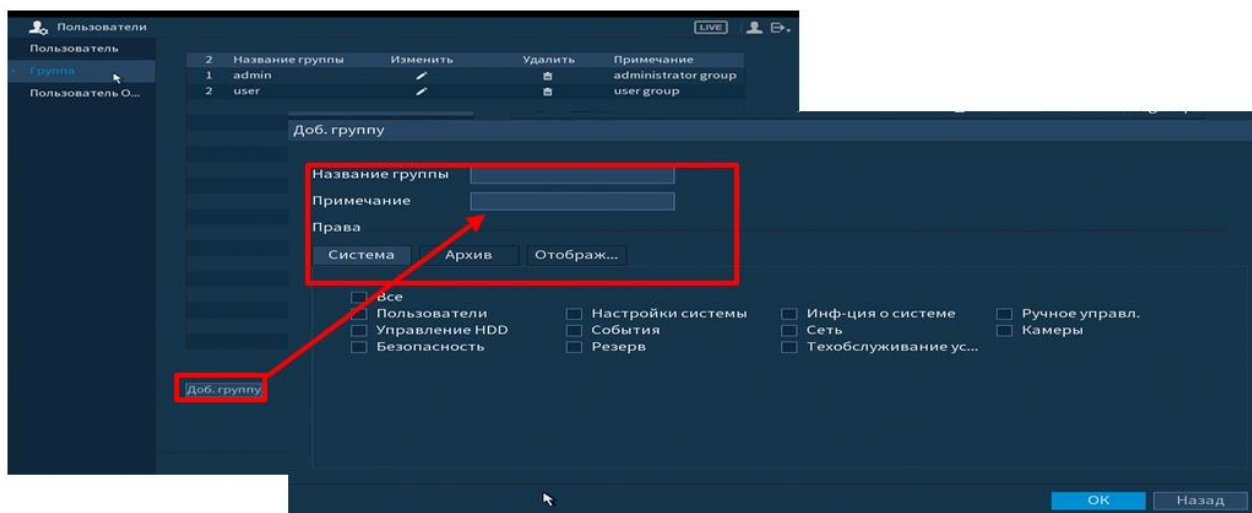 Пользователи LIVE
Пользователь
Группа
Пользователь О...
2 Название группы Изменить Удалить Примечание
1 admin administrator group
2 user user group
Доб. группу
Доб. группу
Название группы
Примечание
Права
Система Архив Отображ...
Все
Пользователи Настройки системы Инф-ция о системе Ручное управл.
Управление HDD События Сеть Камеры
Безопасность Резерв Техобслуживание ус...
OK Назад